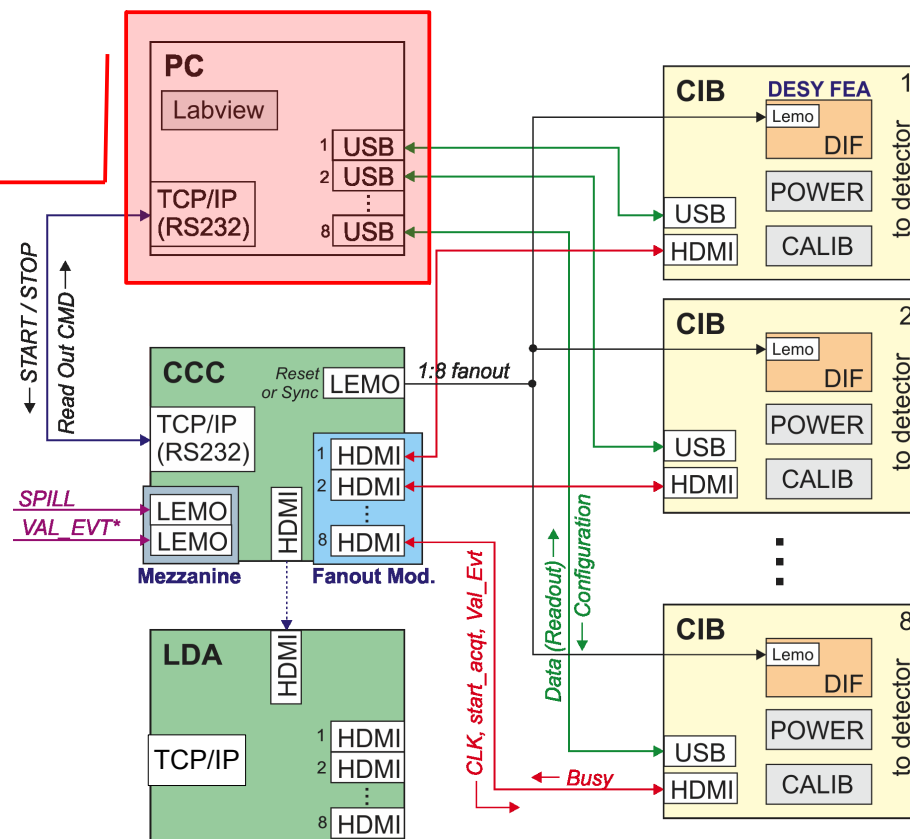 PC
Labview
1 USB
2 USB
8 USB
TCP/IP
(RS232)
START / STOP
Read Out CMD
CCC
Reset
or Sync
LEMO
1:8 fanout
TCP/IP
(RS232)
1 HDMI
2 HDMI
8 HDMI
HDMI
SPILL
VAL_EVT*
LEMO
LEMO
Mezzanine
Fanout Mod.
LDA
HDMI
TCP/IP
1 HDMI
2 HDMI
8 HDMI
CLK, start_acqt, Val_Evt
Busy
Data (Readout)
Configuration
CIB
DESY FEA
1
Lemo
DIF
POWER
CALIB
USB
HDMI
to detector
CIB
2
Lemo
DIF
POWER
CALIB
USB
HDMI
to detector
CIB
8
Lemo
DIF
POWER
CALIB
USB
HDMI
to detector